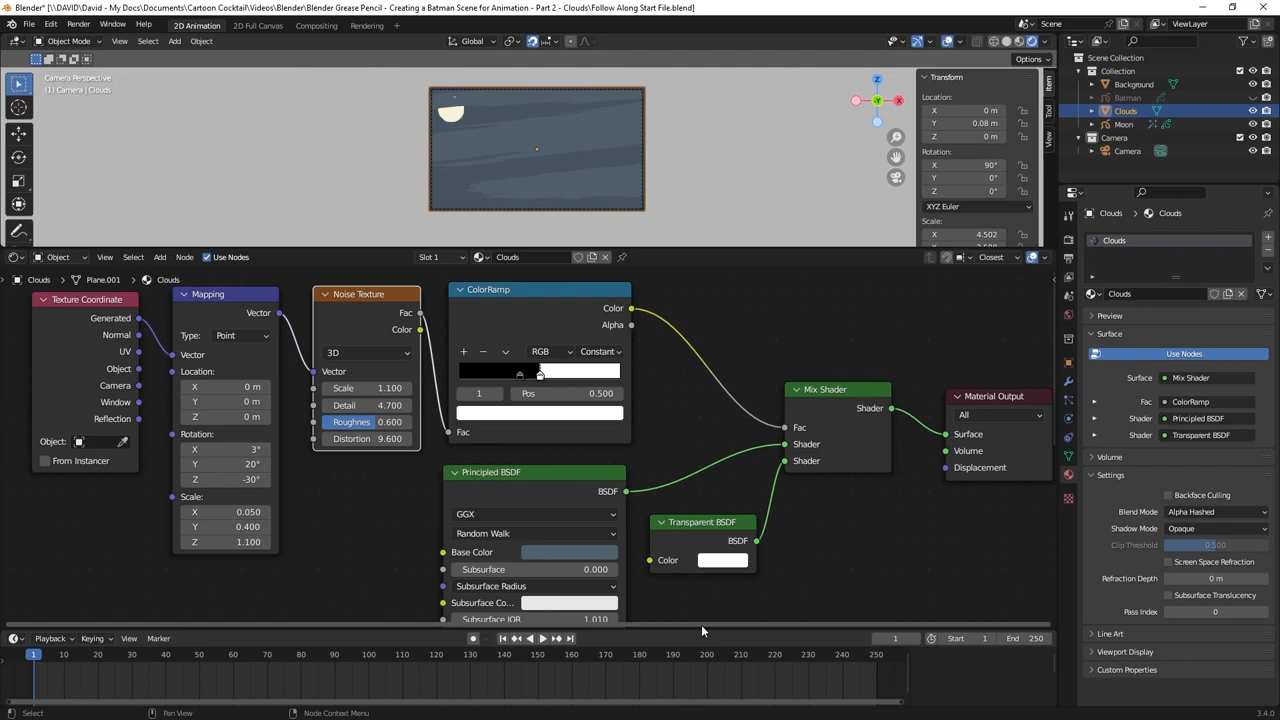 Blender* [\\DAVID\David - My Docs\Documents\Cartoon Cocktail\Videos\Blender\Blender Grease Pencil - Creating a Batman Scene for Animation - Part 2 - Clouds\Follow Along Start File.blend]
File Edit Render Window Help 2D Animation 2D Full Canvas Compositing Rendering + Scene ViewLayer
Object Mode View Select Add Object Global
Options
Camera Perspective
(1) Camera | Clouds
Z
-Y
X
Transform
Location:
X 0 m
Y 0.08 m
Z 0 m
Rotation:
X 90°
Y 0°
Z 0°
XYZ Euler
Scale:
X 4.502
Item
Tool
View
Scene Collection
Collection
Background
Batman
Clouds
Moon
Camera
Camera
Object View Select Add Node Use Nodes Slot 1 Clouds Closest
Clouds > Plane.001 > Clouds
Texture Coordinate
Generated
Normal
UV
Object
Camera
Window
Reflection
Object:
From Instancer
Mapping
Vector
Type: Point
Vector
Location:
X 0 m
Y 0 m
Z 0 m
Rotation:
X 3°
Y 20°
Z -30°
Scale:
X 0.050
Y 0.400
Z 1.100
Noise Texture
Fac
Color
3D
Vector
Scale 1.100
Detail 4.700
Roughnes 0.600
Distortion 9.600
ColorRamp
Color
Alpha
RGB Constant
1 Pos 0.500
Fac
Principled BSDF
BSDF
GGX
Random Walk
Base Color
Subsurface 0.000
Subsurface Radius
Subsurface Co...
Subsurface IOR 1.010
Transparent BSDF
BSDF
Color
Mix Shader
Shader
Fac
Shader
Shader
Material Output
All
Surface
Volume
Displacement
Clouds > Clouds
Clouds
Clouds
Preview
Surface
Use Nodes
Surface Mix Shader
Fac ColorRamp
Shader Principled BSDF
Shader Transparent BSDF
Volume
Settings
Backface Culling
Blend Mode Alpha Hashed
Shadow Mode Opaque
Clip Threshold 0.500
Screen Space Refraction
Refraction Depth 0 m
Subsurface Translucency
Pass Index 0
Line Art
Viewport Display
Custom Properties
Playback Keying View Marker 1 Start 1 End 250
1 10 20 30 40 50 60 70 80 90 100 110 120 130 140 150 160 170 180 190 200 210 220 230 240 250
Select Pan View Node Context Menu 3.4.0